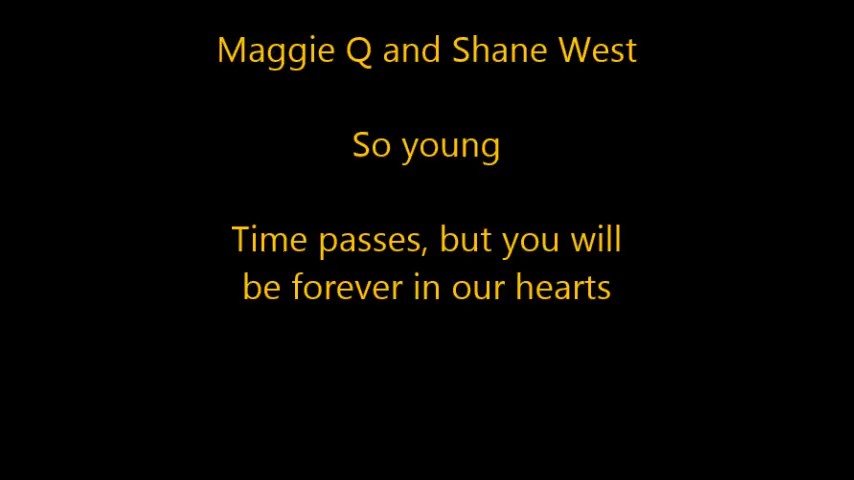 Maggie Q and Shane West
So young
Time passes, but you will
be forever in our hearts